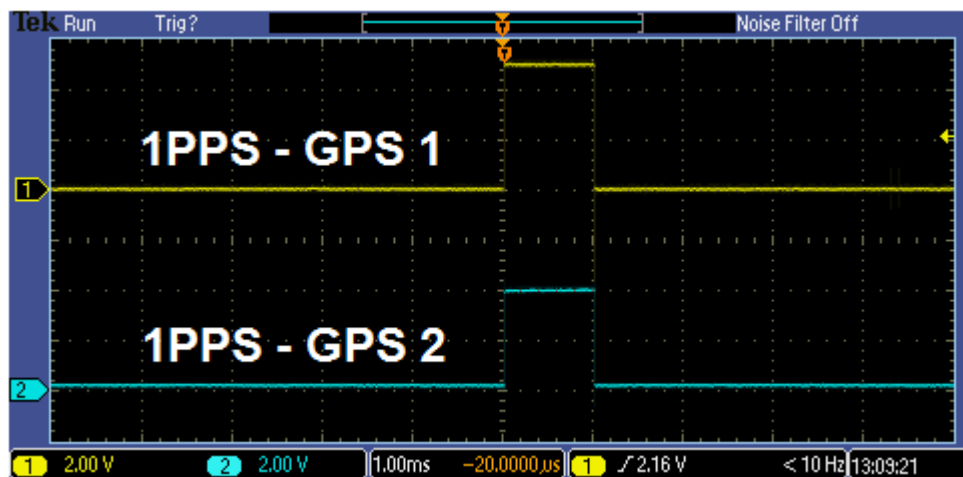 Tek Run Trig? Noise Filter Off
1PPS - GPS 1
1
1PPS - GPS 2
2
1 2.00 V 2 2.00 V 1.00ms -20.0000µs 1 2.16 V < 10 Hz 13:09:21